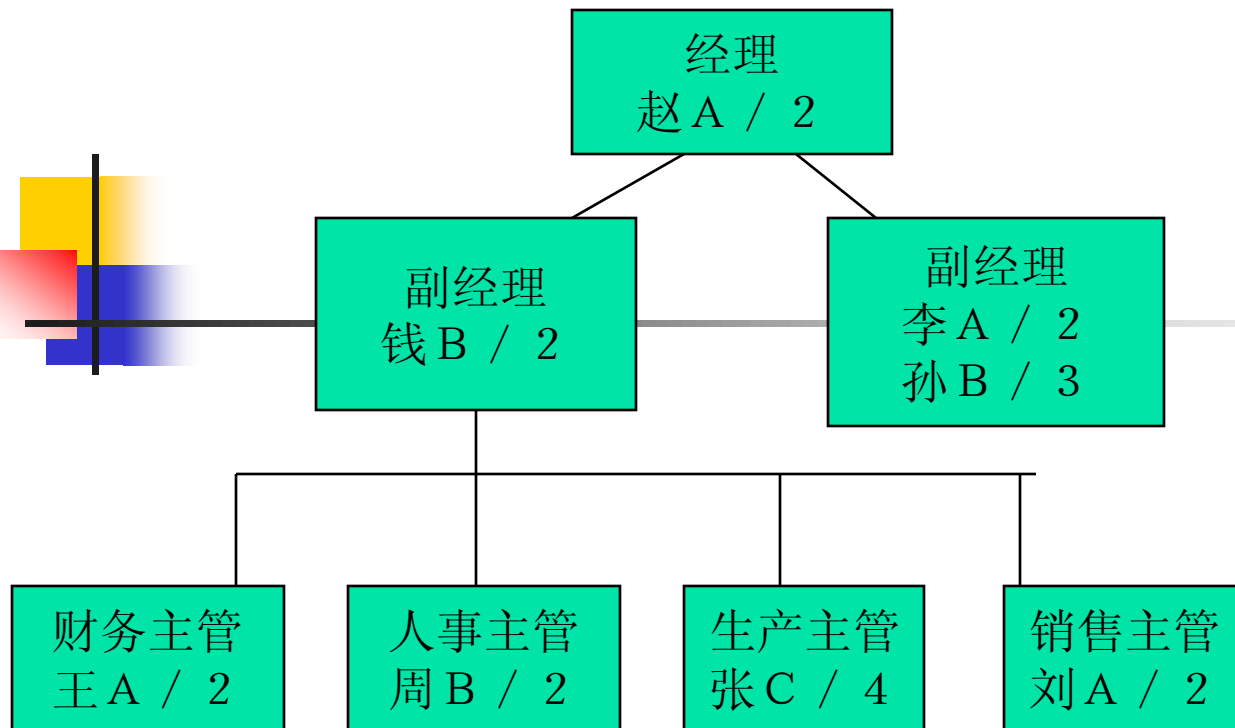 经理
赵A / 2
副经理
钱B / 2
副经理
李A / 2
孙B / 3
财务主管
王A / 2
人事主管
周B / 2
生产主管
张C / 4
销售主管
刘A / 2